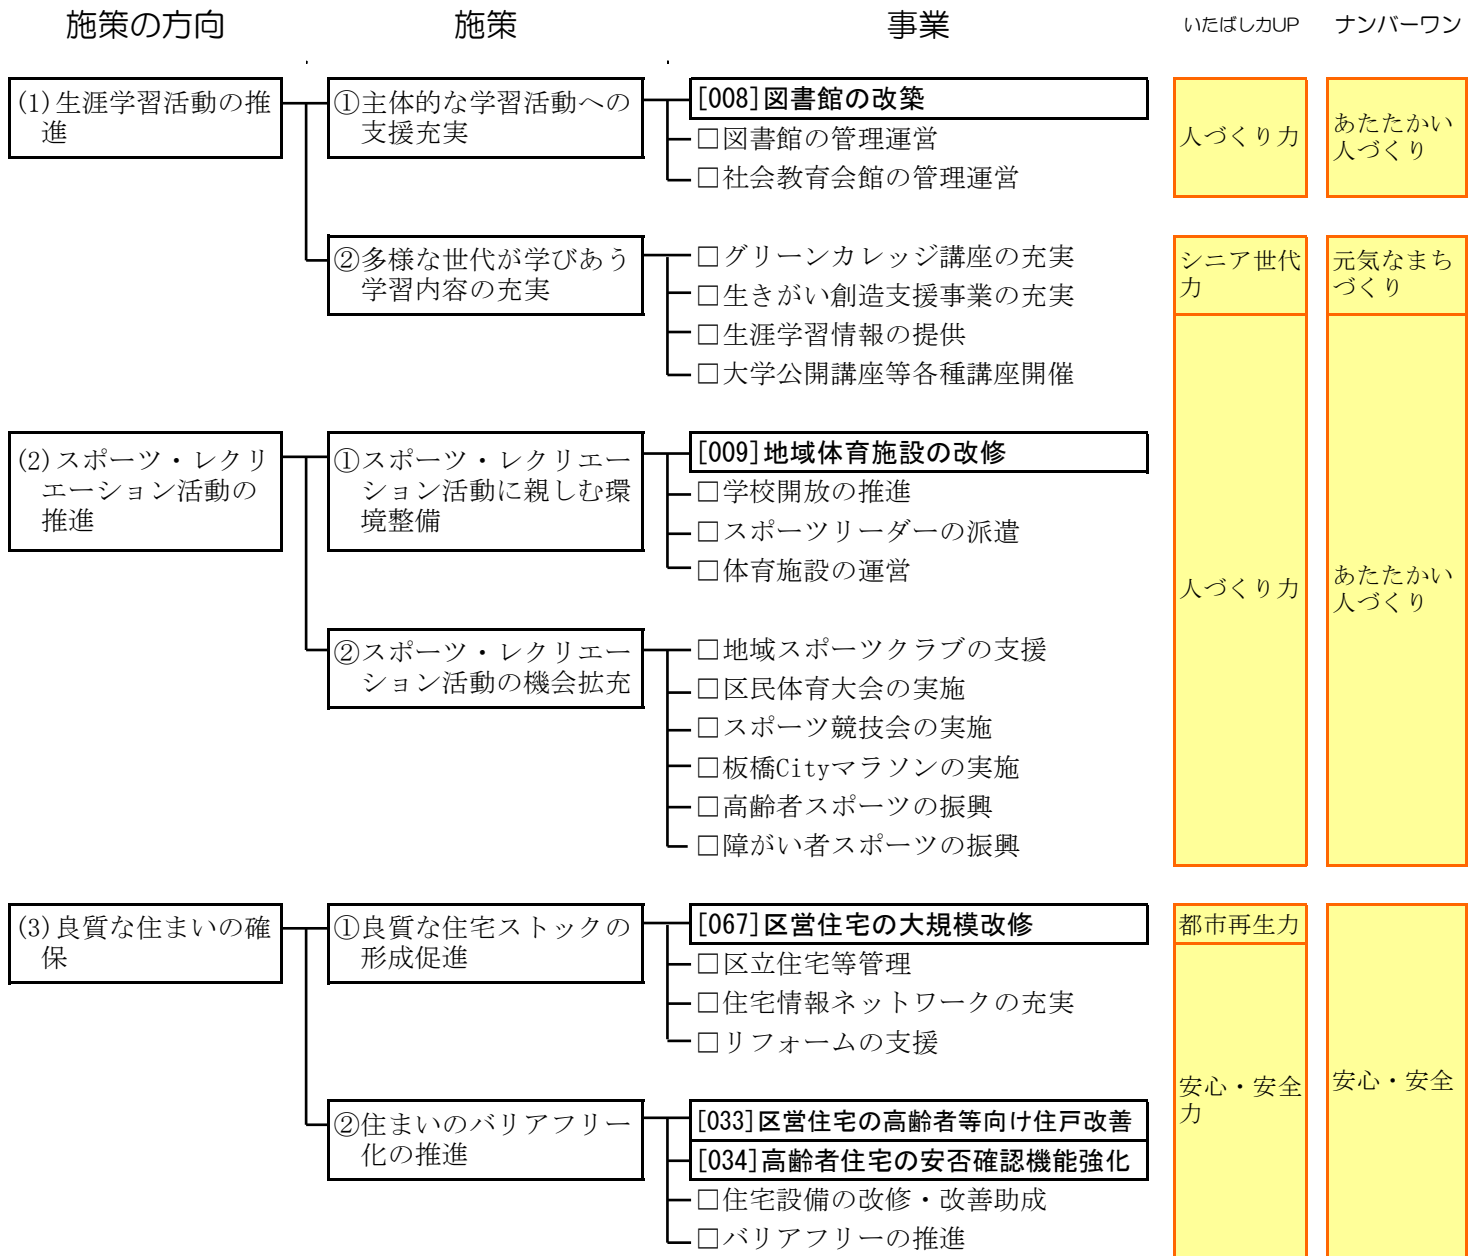 施策の方向
施策
事業
いたばし力UP
ナンバーワン
(1)生涯学習活動の推
進
①主体的な学習活動への
支援充実
[008]図書館の改築
□図書館の管理運営
□社会教育会館の管理運営
人づくり力
あたたかい
人づくり
②多様な世代が学びあう
学習内容の充実
□グリーンカレッジ講座の充実
□生きがい創造支援事業の充実
□生涯学習情報の提供
□大学公開講座等各種講座開催
シニア世代
力
元気なまち
づくり
(2)スポーツ・レクリ
エーション活動の
推進
①スポーツ・レクリエー
ション活動に親しむ環
境整備
[009]地域体育施設の改修
□学校開放の推進
□スポーツリーダーの派遣
□体育施設の運営
人づくり力
あたたかい
人づくり
②スポーツ・レクリエー
ション活動の機会拡充
□地域スポーツクラブの支援
□区民体育大会の実施
□スポーツ競技会の実施
□板橋Cityマラソンの実施
□高齢者スポーツの振興
□障がい者スポーツの振興
(3)良質な住まいの確
保
①良質な住宅ストックの
形成促進
[067]区営住宅の大規模改修
□区立住宅等管理
□住宅情報ネットワークの充実
□リフォームの支援
都市再生力
安心・安全
力
安心・安全
②住まいのバリアフリー
化の推進
[033]区営住宅の高齢者等向け住戸改善
[034]高齢者住宅の安否確認機能強化
□住宅設備の改修・改善助成
□バリアフリーの推進